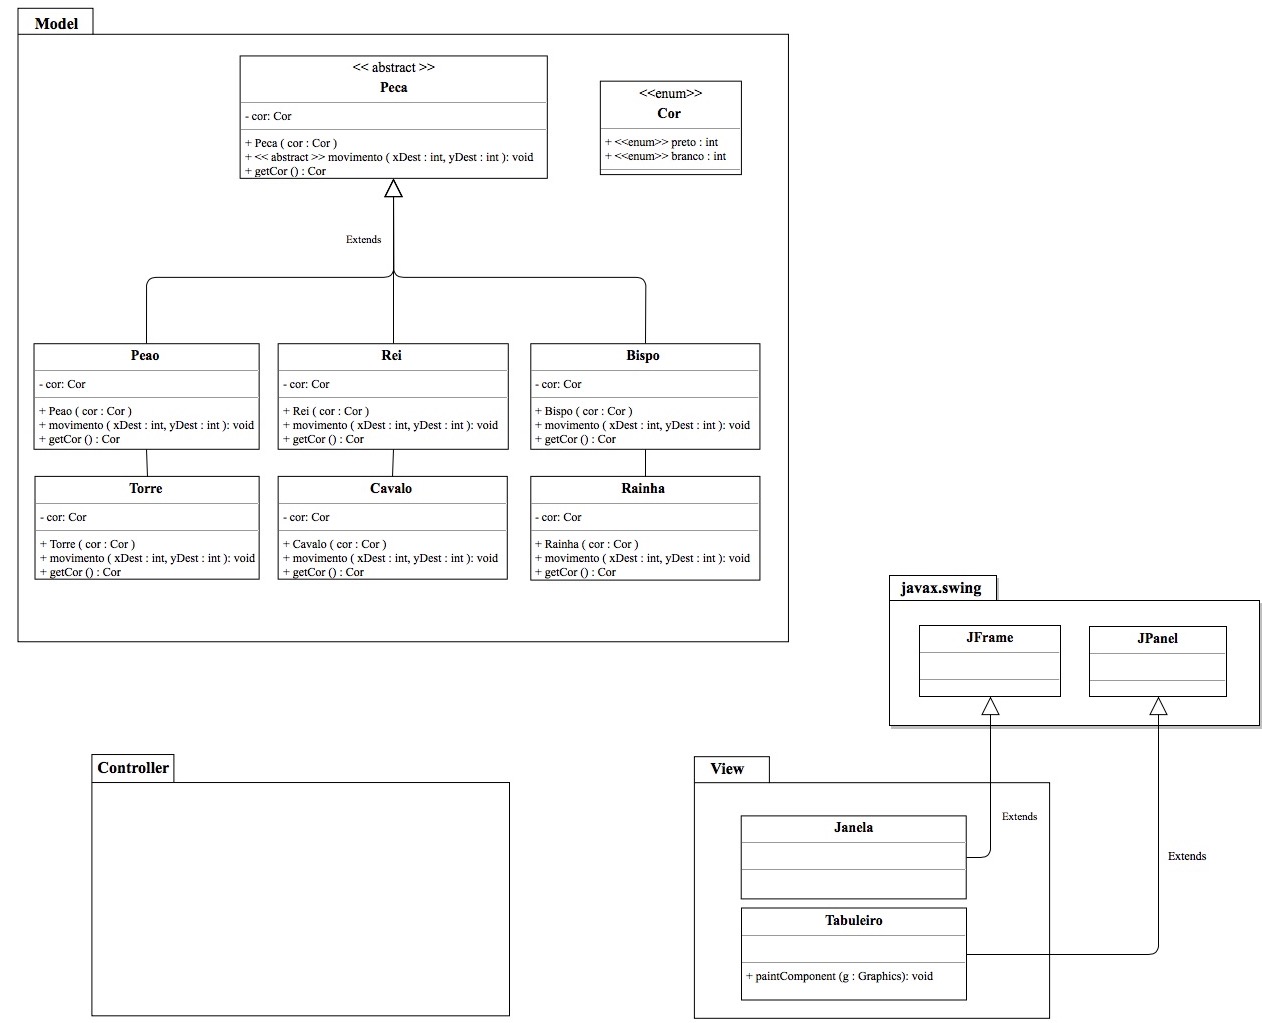 Model
<< abstract >>
Peca
- cor: Cor
+ Peca ( cor : Cor )
+ << abstract >> movimento ( xDest : int, yDest : int ): void
+ getCor () : Cor
<<enum>>
Cor
+ <<enum>> preto : int
+ <<enum>> branco : int
Extends
Peao
- cor: Cor
+ Peao ( cor : Cor )
+ movimento ( xDest : int, yDest : int ): void
+ getCor () : Cor
Rei
- cor: Cor
+ Rei ( cor : Cor )
+ movimento ( xDest : int, yDest : int ): void
+ getCor () : Cor
Bispo
- cor: Cor
+ Bispo ( cor : Cor )
+ movimento ( xDest : int, yDest : int ): void
+ getCor () : Cor
Torre
- cor: Cor
+ Torre ( cor : Cor )
+ movimento ( xDest : int, yDest : int ): void
+ getCor () : Cor
Cavalo
- cor: Cor
+ Cavalo ( cor : Cor )
+ movimento ( xDest : int, yDest : int ): void
+ getCor () : Cor
Rainha
- cor: Cor
+ Rainha ( cor : Cor )
+ movimento ( xDest : int, yDest : int ): void
+ getCor () : Cor
javax.swing
JFrame
JPanel
Controller
View
Janela
Extends
Extends
Tabuleiro
+ paintComponent (g : Graphics): void